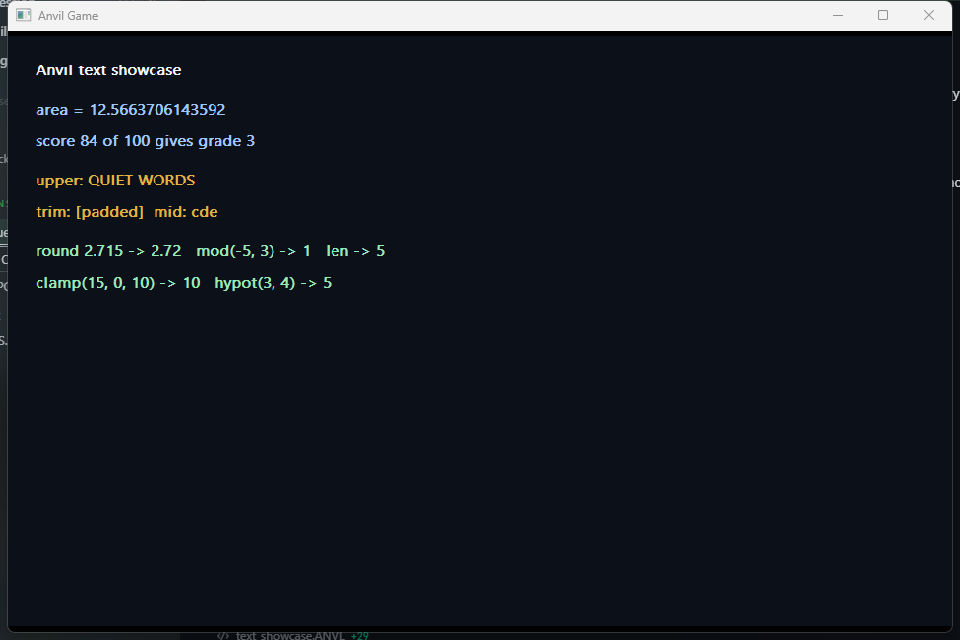 Anvil Game
Anvil text showcase
area = 12.5663706143592
score 84 of 100 gives grade 3
upper: QUIET WORDS
trim: [padded]  mid: cde
round 2.715 -> 2.72   mod(-5, 3) -> 1   len -> 5
clamp(15, 0, 10) -> 10   hypot(3, 4) -> 5
text showcase.ANVL +29